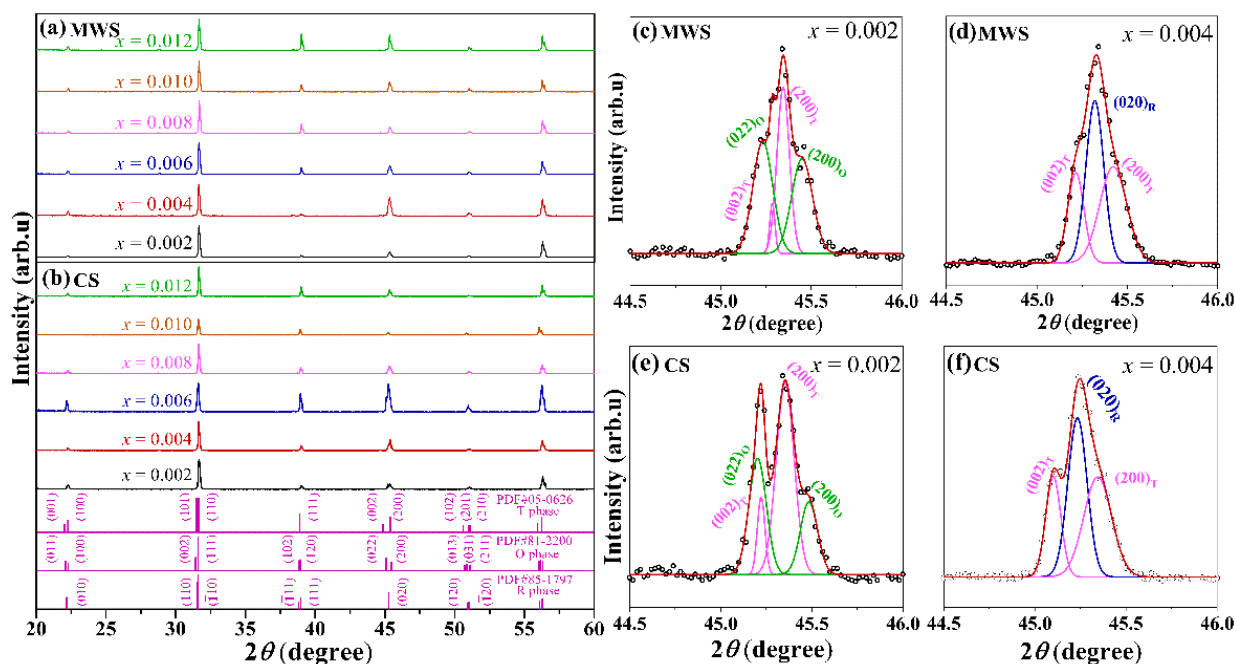 (a) MWS
x = 0.012
x = 0.010
x = 0.008
x = 0.006
x = 0.004
x = 0.002
(b) CS
x = 0.012
x = 0.010
x = 0.008
x = 0.006
x = 0.004
x = 0.002
Intensity (arb.u)
(001) (100) (101) (110) (111) (002) (200) (102) (201) (210)
PDF#05-0626
T phase
(011) (100) (002) (111) (102) (120) (022) (200) (013) (031) (211)
PDF#81-2200
O phase
(010) (110) (1̄10) (1̄11) (111) (020) (120) (1̄20)
PDF#85-1797
R phase
20 25 30 35 40 45 50 55 60
2θ (degree)
(c) MWS x = 0.002
Intensity (arb.u)
(022)O
(002)T
(200)T
(200)O
44.5 45.0 45.5 46.0
2θ (degree)
(d) MWS x = 0.004
(002)T
(020)R
(200)T
44.5 45.0 45.5 46.0
2θ (degree)
(e) CS x = 0.002
Intensity (arb.u)
(022)O
(002)T
(200)T
(200)O
44.5 45.0 45.5 46.0
2θ (degree)
(f) CS x = 0.004
(002)T
(020)R
(200)T
44.5 45.0 45.5 46.0
2θ (degree)